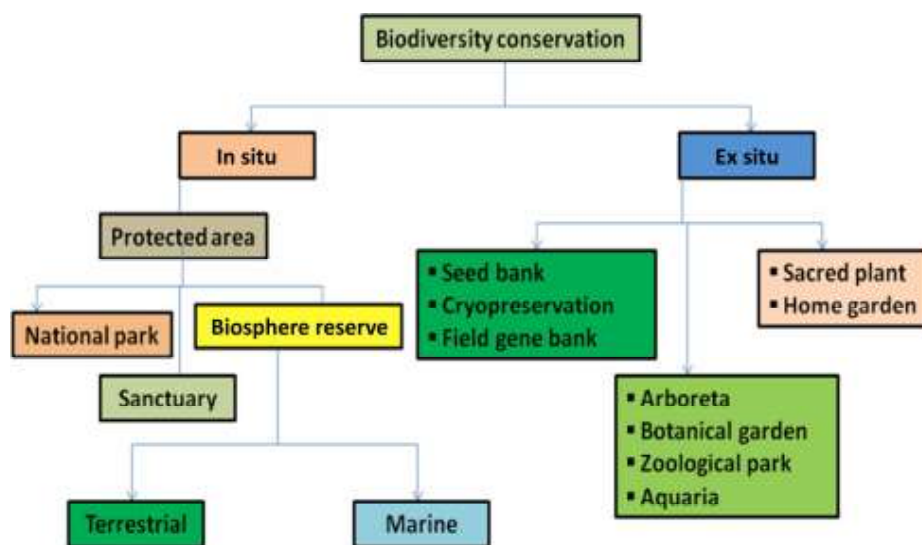 Biodiversity conservation
In situ
Ex situ
Protected area
National park
Biosphere reserve
Sanctuary
Terrestrial
Marine
▪ Seed bank
▪ Cryopreservation
▪ Field gene bank
▪ Sacred plant
▪ Home garden
▪ Arboreta
▪ Botanical garden
▪ Zoological park
▪ Aquaria